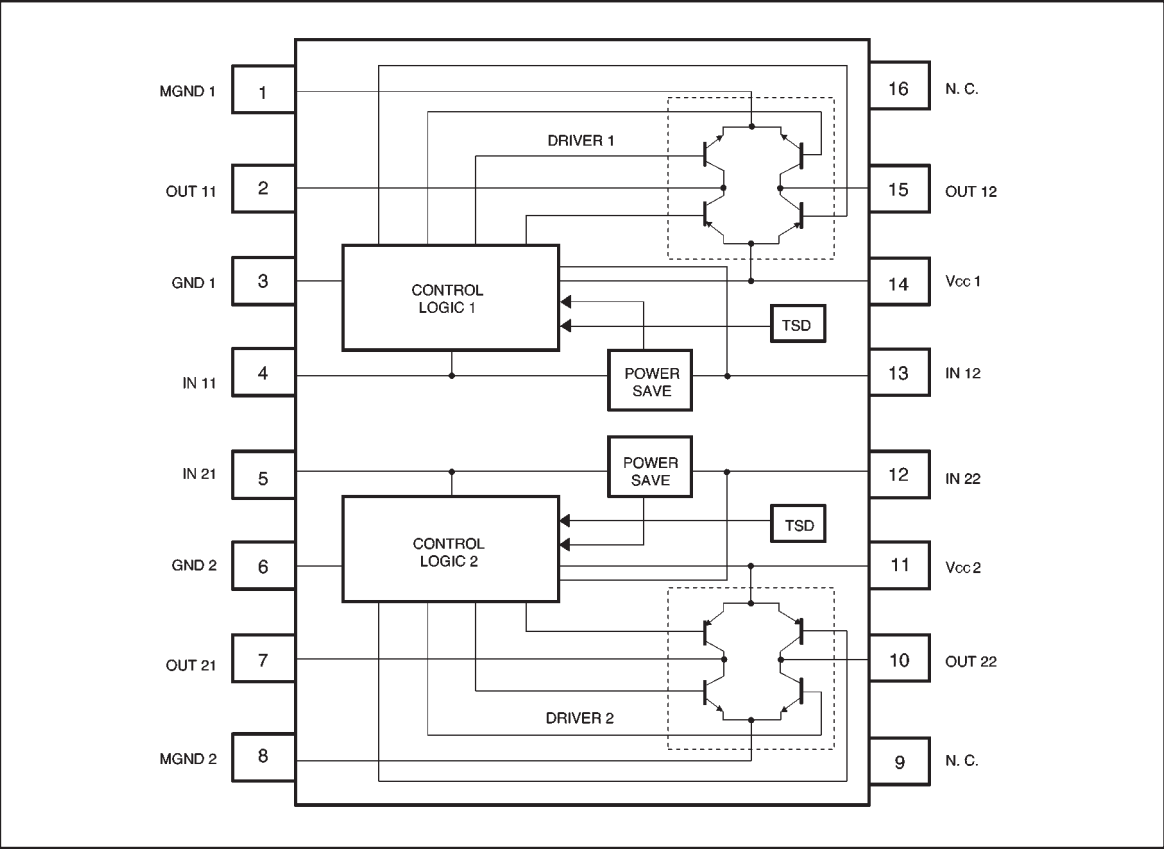 MGND 1
1
16
N. C.
DRIVER 1
OUT 11
2
15
OUT 12
GND 1
3
CONTROL
LOGIC 1
14
Vcc 1
TSD
IN 11
4
POWER
SAVE
13
IN 12
IN 21
5
POWER
SAVE
12
IN 22
TSD
GND 2
6
CONTROL
LOGIC 2
11
Vcc 2
OUT 21
7
10
OUT 22
DRIVER 2
MGND 2
8
9
N. C.